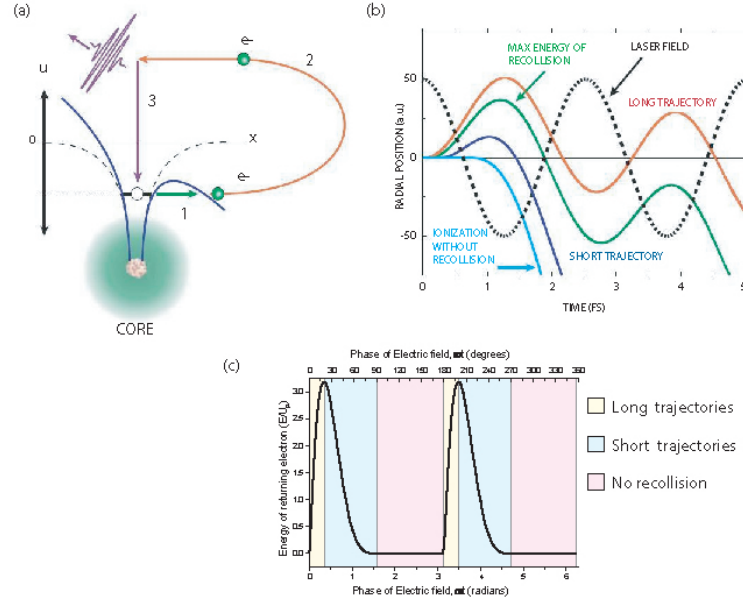 (a)
u
0
x
e-
e-
1
2
3
CORE
(b)
MAX ENERGY OF
RECOLLISION
LASER FIELD
LONG TRAJECTORY
SHORT TRAJECTORY
IONIZATION
WITHOUT
RECOLLISION
RADIAL POSITION (a.u.)
50
0
-50
0 1 2 3 4 5
TIME (FS)
(c)
Phase of Electric field, ωt (degrees)
0 30 60 90 120 150 180 210 240 270 300 330 360
Energy of returning electron (E/Up)
3.0
2.5
2.0
1.5
1.0
0.5
0.0
0 1 2 3 4 5 6
Phase of Electric field, ωt (radians)
Long trajectories
Short trajectories
No recollision